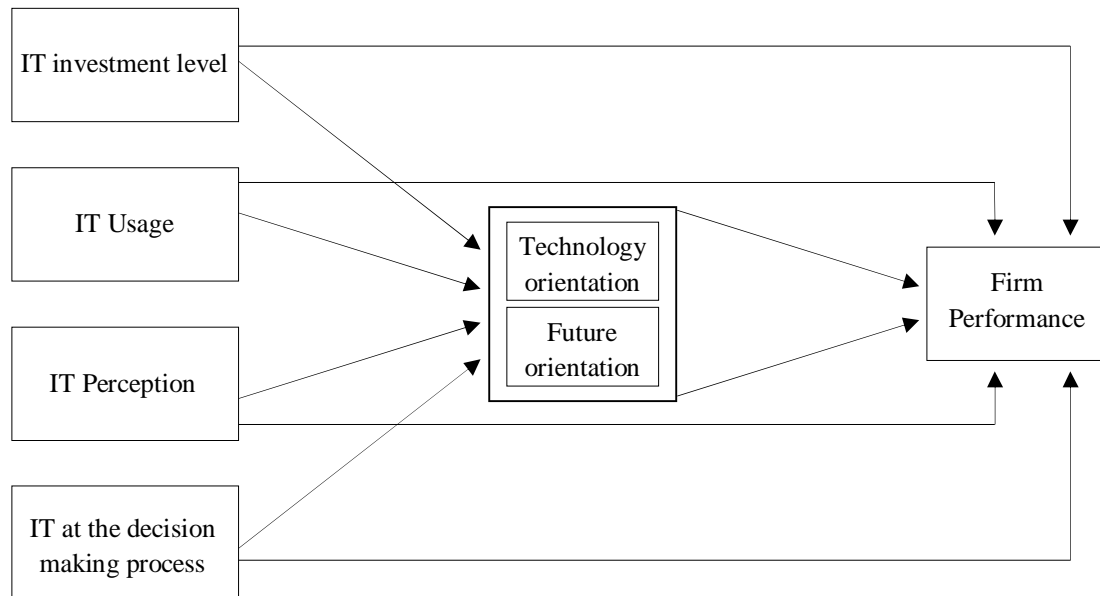 IT investment level
IT Usage
IT Perception
IT at the decision
making process
Technology
orientation
Future
orientation
Firm
Performance